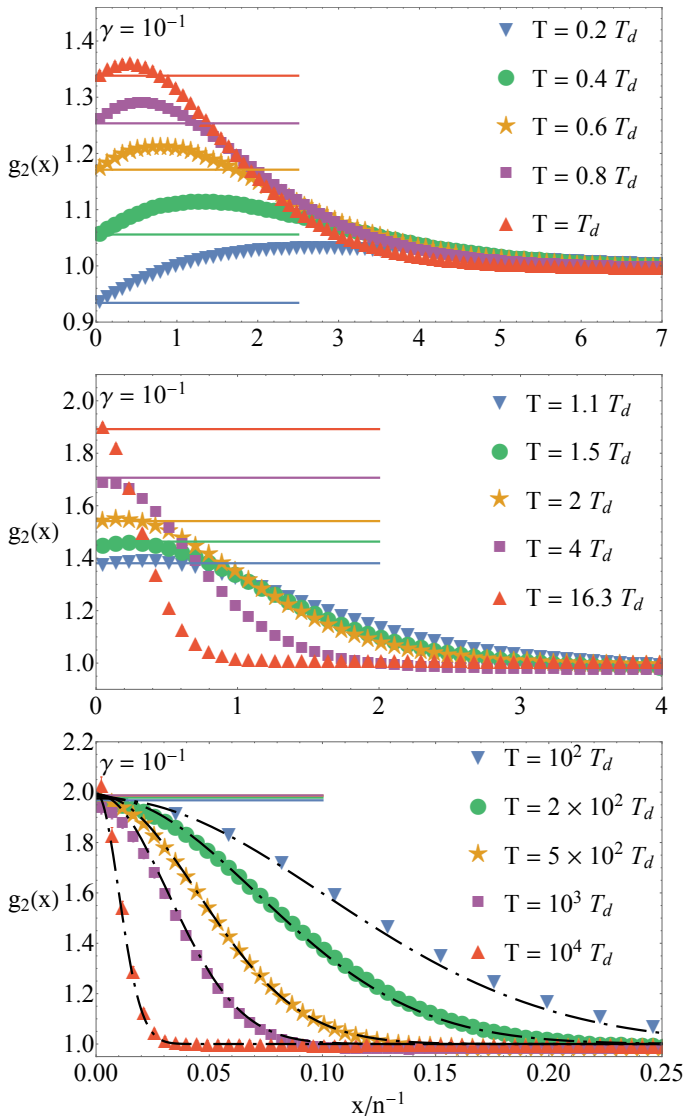 γ = 10⁻¹
T = 0.2 T_d
T = 0.4 T_d
T = 0.6 T_d
T = 0.8 T_d
T = T_d
g₂(x)
1.4
1.3
1.2
1.1
1.0
0.9
0 1 2 3 4 5 6 7
γ = 10⁻¹
T = 1.1 T_d
T = 1.5 T_d
T = 2 T_d
T = 4 T_d
T = 16.3 T_d
g₂(x)
2.0
1.8
1.6
1.4
1.2
1.0
0 1 2 3 4
γ = 10⁻¹
T = 10² T_d
T = 2 × 10² T_d
T = 5 × 10² T_d
T = 10³ T_d
T = 10⁴ T_d
g₂(x)
2.2
2.0
1.8
1.6
1.4
1.2
1.0
0.00 0.05 0.10 0.15 0.20 0.25
x/n⁻¹